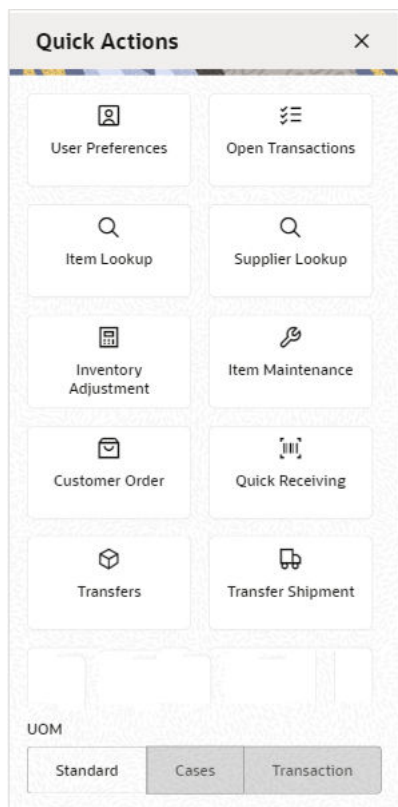 Quick Actions
User Preferences
Open Transactions
Item Lookup
Supplier Lookup
Inventory
Adjustment
Item Maintenance
Customer Order
Quick Receiving
Transfers
Transfer Shipment
UOM
Standard
Cases
Transaction